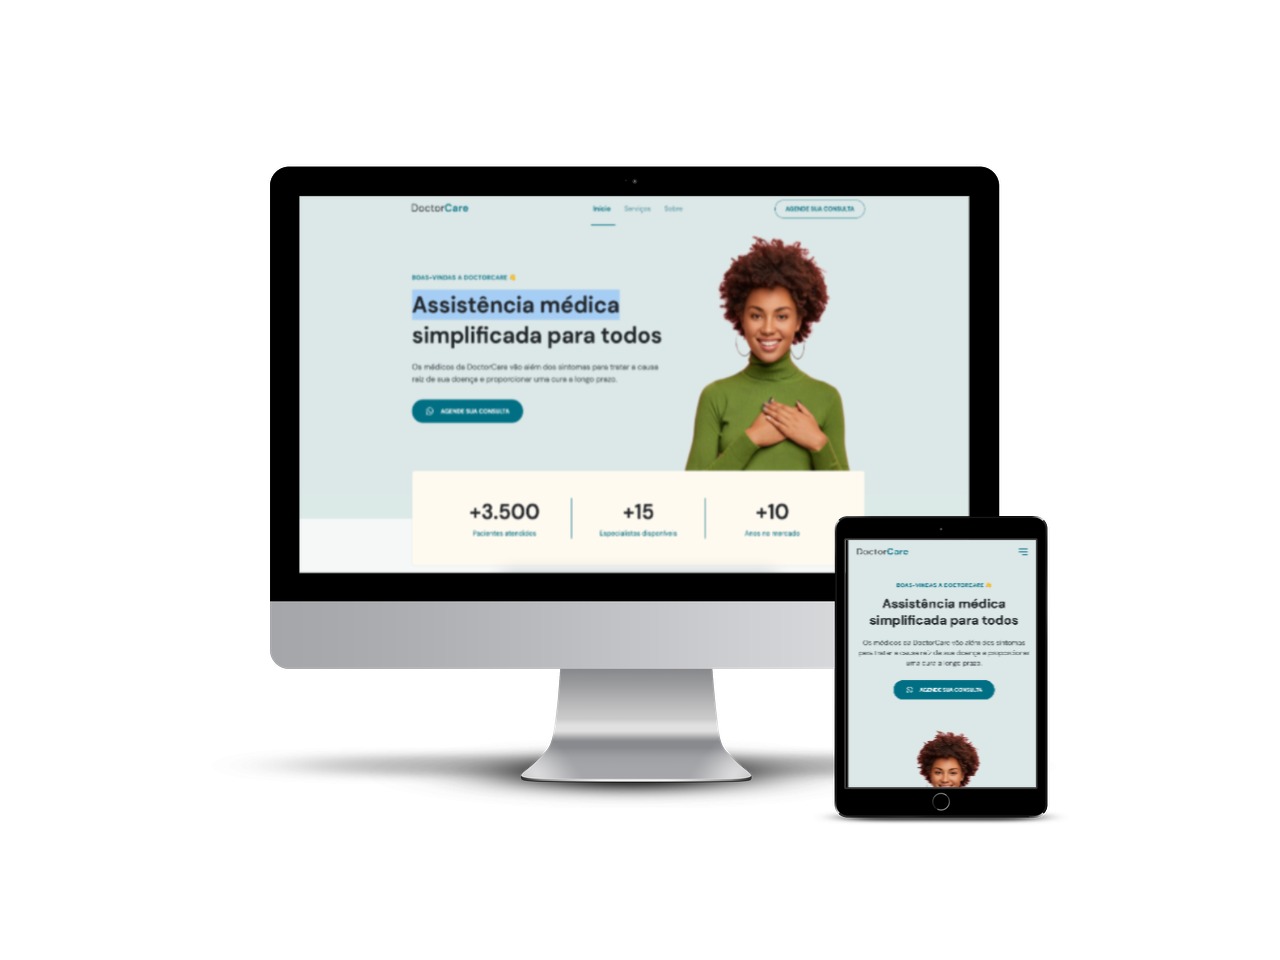 DoctorCare
Início Serviços Sobre
AGENDE SUA CONSULTA
BOAS-VINDAS A DOCTORCARE 👋
Assistência médica
simplificada para todos
Os médicos da DoctorCare vão além dos sintomas para tratar a causa
raiz de sua doença e proporcionar uma cura a longo prazo.
AGENDE SUA CONSULTA
+3.500
Pacientes atendidos
+15
Especialistas disponíveis
+10
Anos no mercado
DoctorCare
BOAS-VINDAS A DOCTORCARE 👋
Assistência médica
simplificada para todos
Os médicos da DoctorCare vão além dos sintomas
para tratar a causa raiz de sua doença e proporcionar
uma cura a longo prazo.
AGENDE SUA CONSULTA